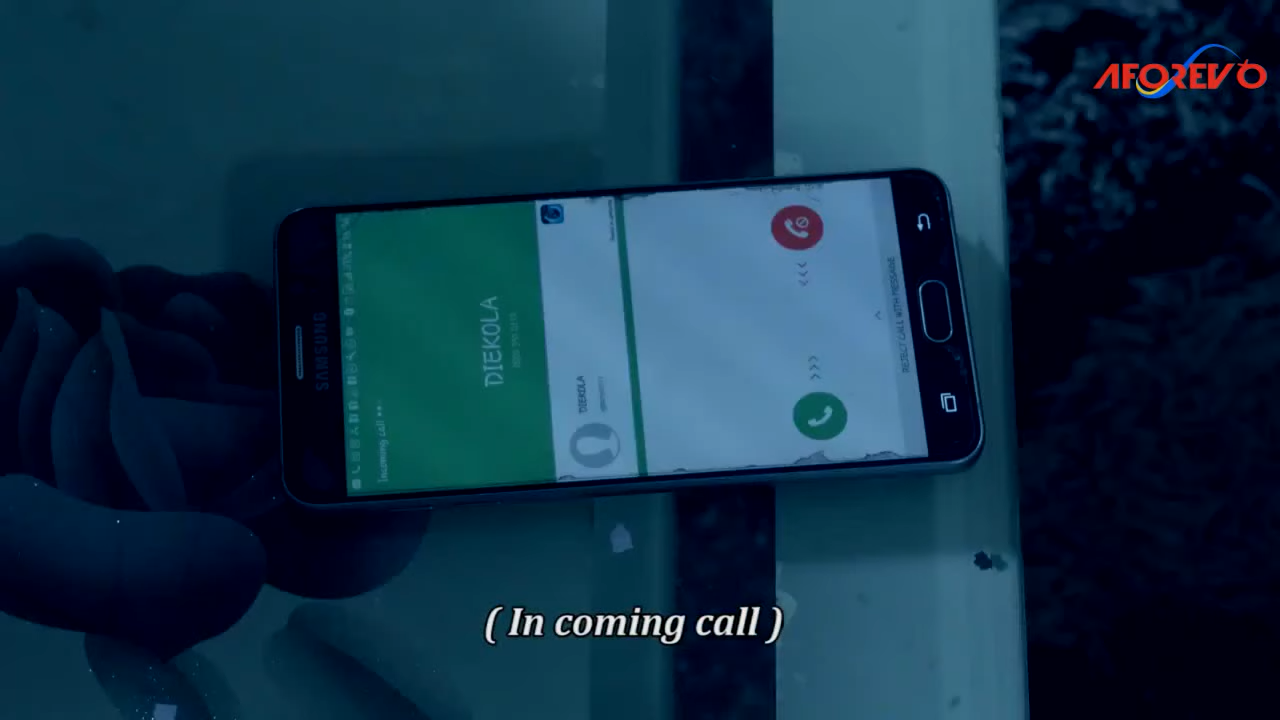 AFOREVO
SAMSUNG
Incoming call
DIEKOLA
DIEKOLA
REJECT CALL WITH MESSAGE
( In coming call )